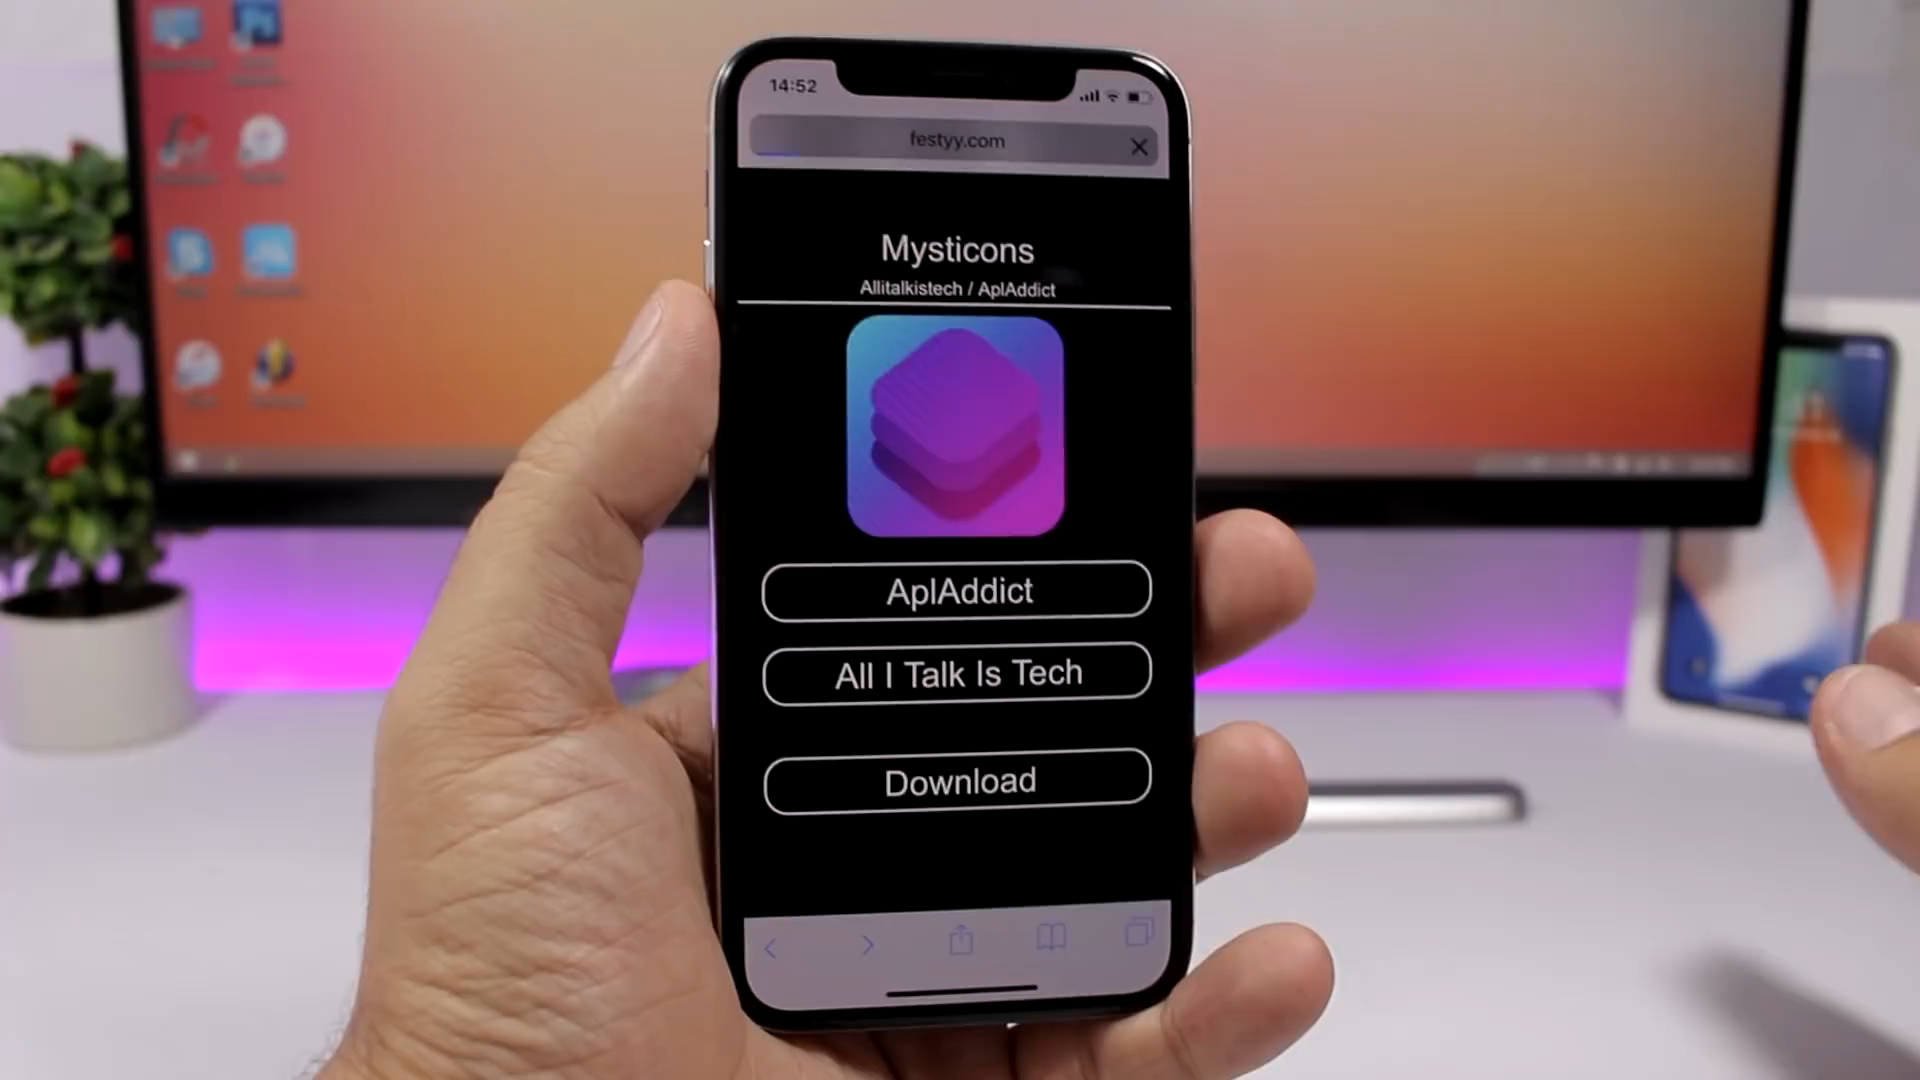 14:52
festyy.com
Mysticons
Allitalkistech / AplAddict
AplAddict
All I Talk Is Tech
Download